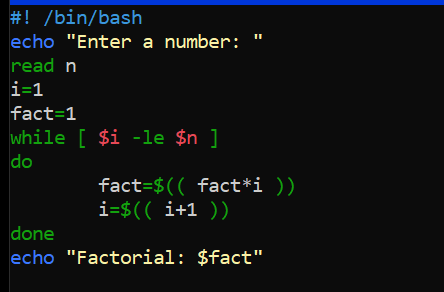 #! /bin/bash
echo "Enter a number: "
read n
i=1
fact=1
while [ $i -le $n ]
do
        fact=$(( fact*i ))
        i=$(( i+1 ))
done
echo "Factorial: $fact"